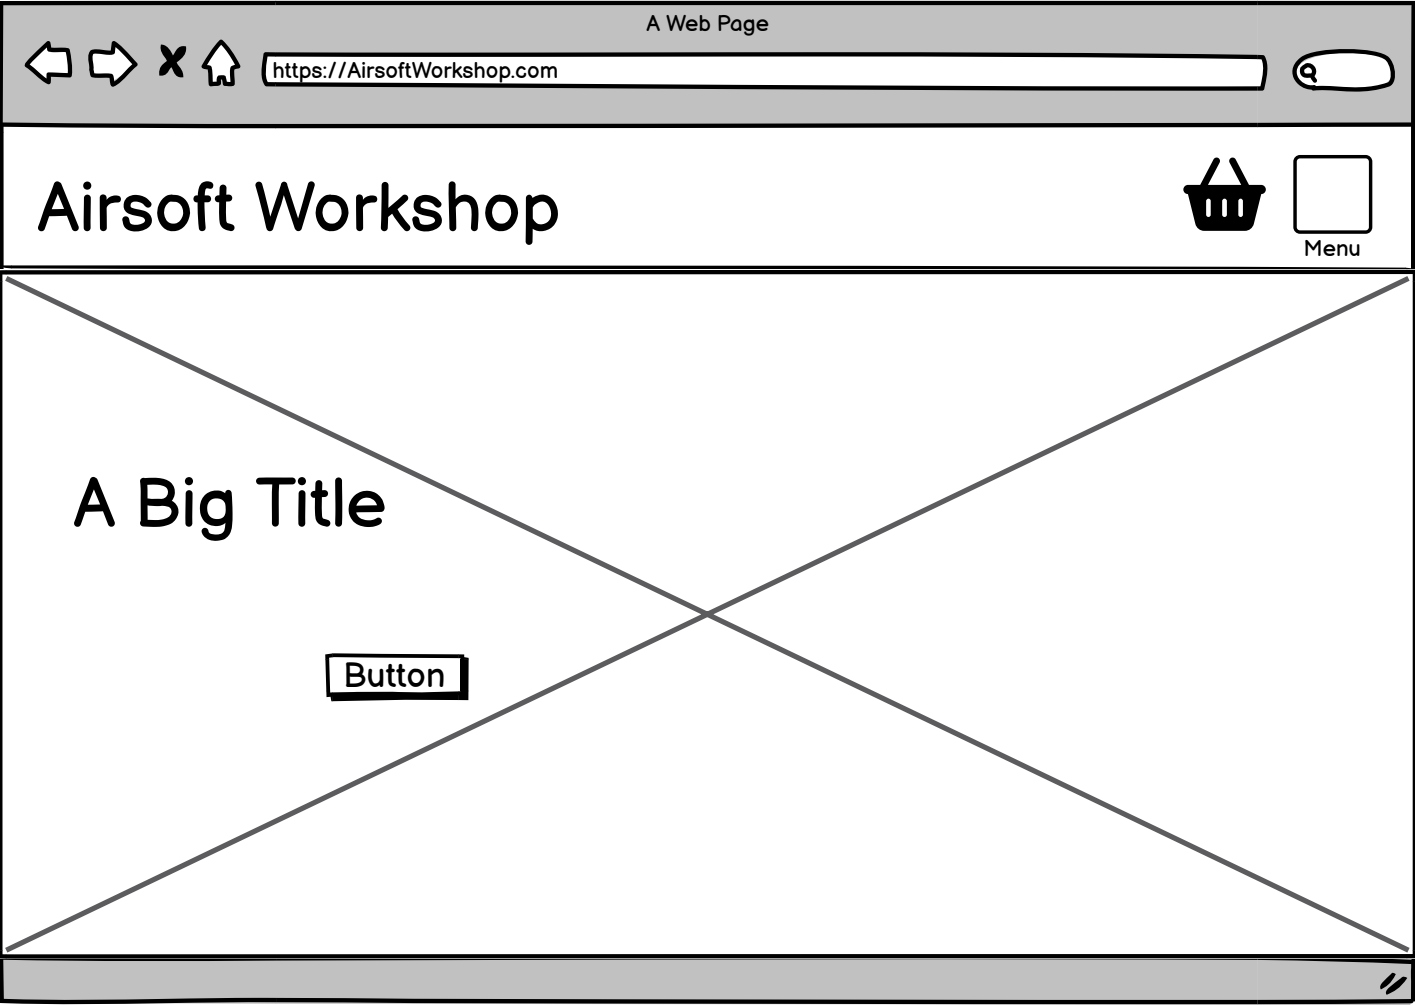 A Web Page
https://AirsoftWorkshop.com
Airsoft Workshop
Menu
A Big Title
Button